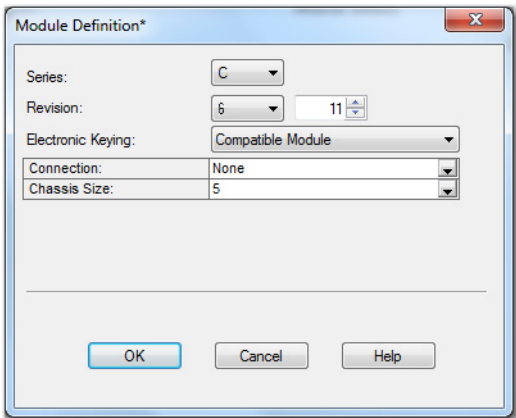 Module Definition*
Series: C
Revision: 6 11
Electronic Keying: Compatible Module
Connection: None
Chassis Size: 5
OK Cancel Help